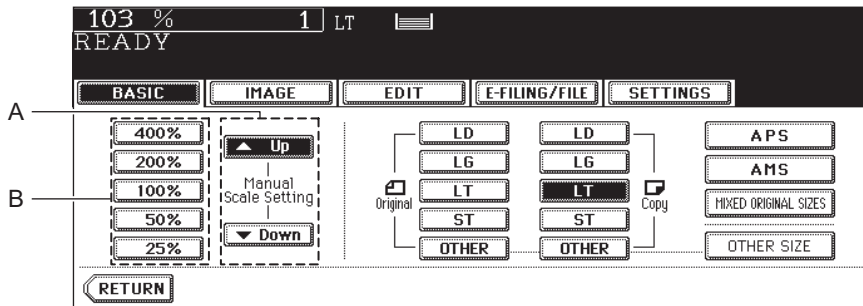 103 % 1 LT
READY
BASIC IMAGE EDIT E-FILING/FILE SETTINGS
A
B
400%
200%
100%
50%
25%
Up
Manual
Scale Setting
Down
Original
LD
LG
LT
ST
OTHER
LD
LG
LT
ST
OTHER
Copy
APS
AMS
MIXED ORIGINAL SIZES
OTHER SIZE
RETURN